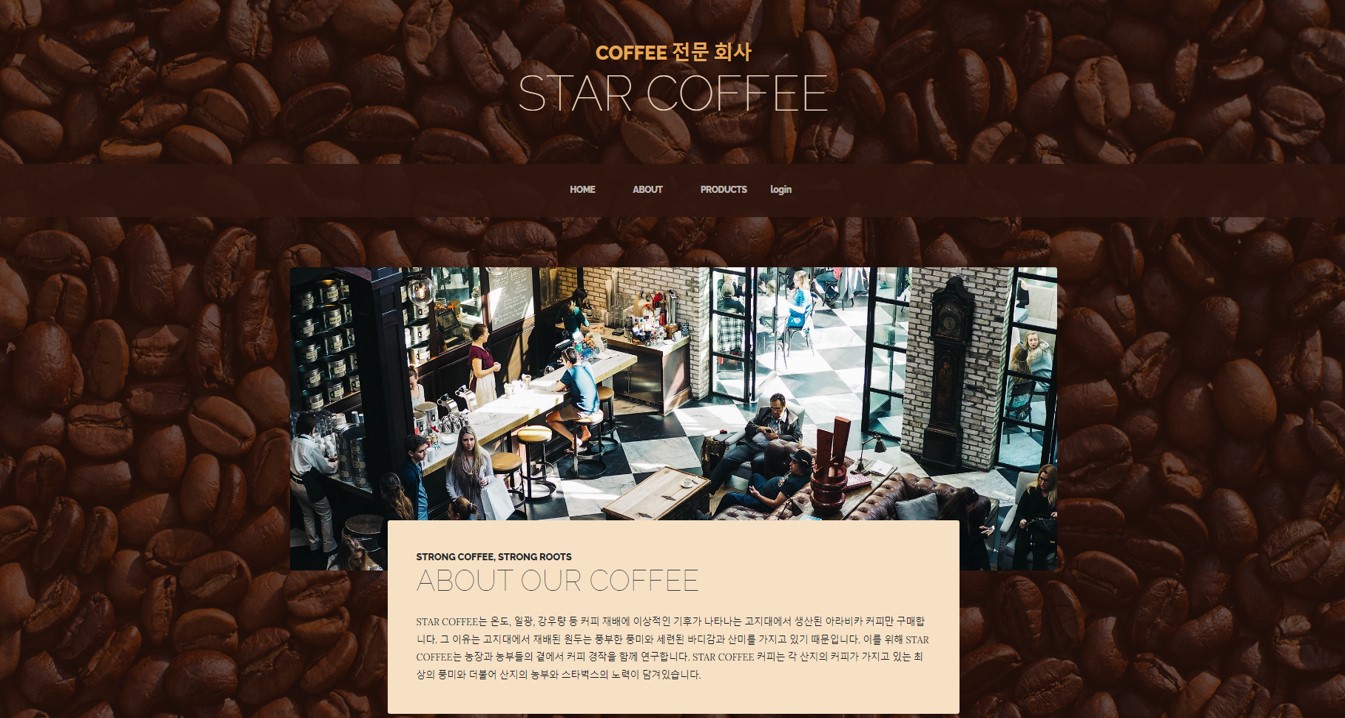 COFFEE 전문 회사
STAR COFFEE
HOME ABOUT PRODUCTS login
STRONG COFFEE, STRONG ROOTS
ABOUT OUR COFFEE
STAR COFFEE는 온도, 일광, 강우량 등 커피 재배에 이상적인 기후가 나타나는 고지대에서 생산된 아라비카 커피만 구매합
니다. 그 이유는 고지대에서 재배된 원두는 풍부한 풍미와 세련된 바디감과 산미를 가지고 있기 때문입니다. 이를 위해 STAR
COFFEE는 농장과 농부들의 곁에서 커피 경작을 함께 연구합니다. STAR COFFEE 커피는 각 산지의 커피가 가지고 있는 최
상의 풍미와 더불어 산지의 농부와 스타벅스의 노력이 담겨있습니다.